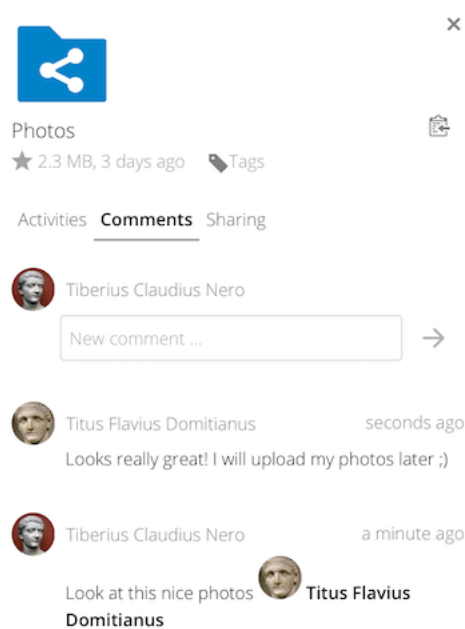 Photos
2.3 MB, 3 days ago Tags
Activities Comments Sharing
Tiberius Claudius Nero
New comment ...
Titus Flavius Domitianus seconds ago
Looks really great! I will upload my photos later ;)
Tiberius Claudius Nero a minute ago
Look at this nice photos Titus Flavius
Domitianus